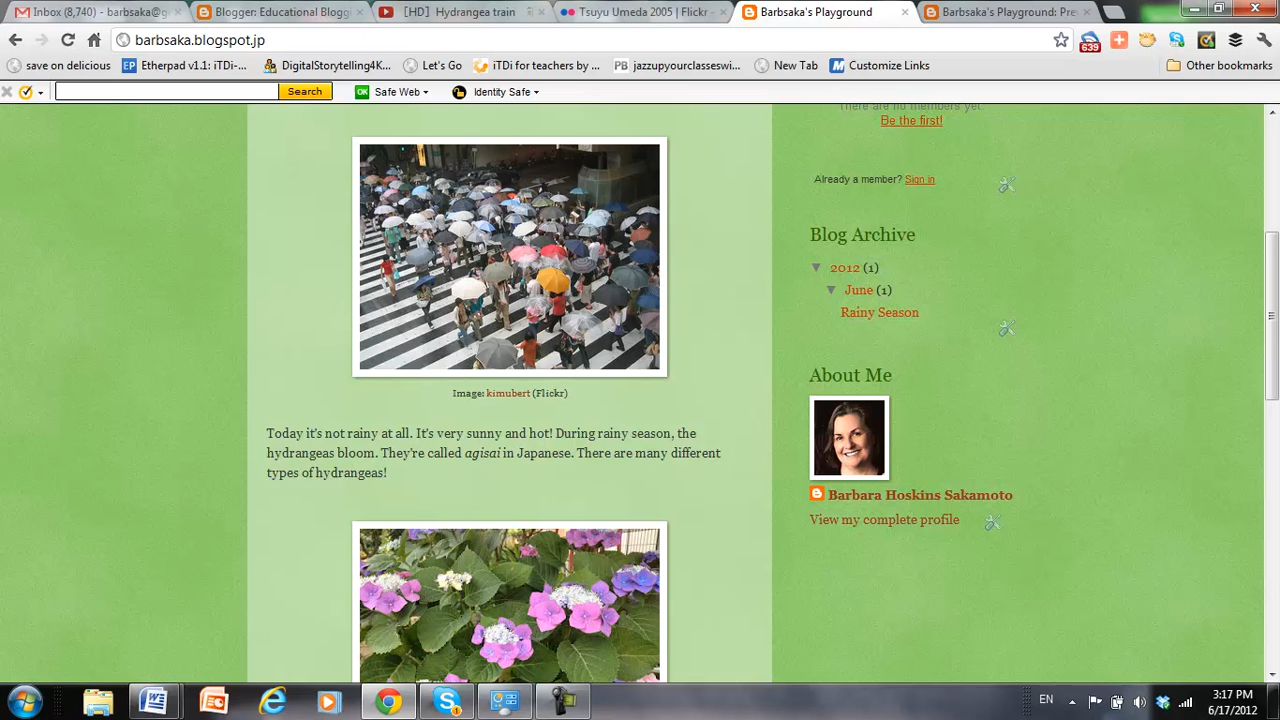 Inbox (8,740) - barbsaka@gi
Blogger: Educational Blogging
[HD] Hydrangea train
Tsuyu Umeda 2005 | Flickr -
Barbsaka's Playground
Barbsaka's Playground: Pre
barbsaka.blogspot.jp
639
save on delicious
Etherpad v1.1: iTDi-...
DigitalStorytelling4K...
Let's Go
iTDi for teachers by ...
PB jazzupyourclasseswi...
New Tab
Customize Links
Other bookmarks
Search
OK Safe Web
Identity Safe
There are no members yet.
Be the first!
Already a member? Sign in
Blog Archive
▼ 2012 (1)
▼ June (1)
Rainy Season
About Me
Barbara Hoskins Sakamoto
View my complete profile
Image: kimubert (Flickr)
Today it's not rainy at all. It's very sunny and hot! During rainy season, the
hydrangeas bloom. They're called agisai in Japanese. There are many different
types of hydrangeas!
EN
3:17 PM
6/17/2012